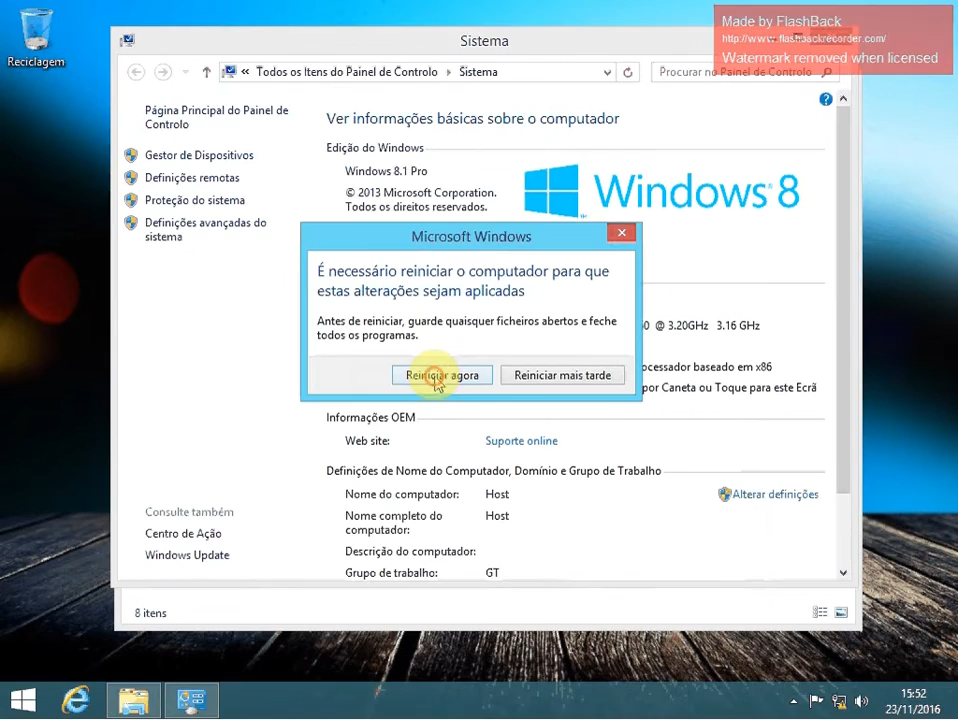 Reciclagem
Sistema
Made by FlashBack
http://www.flashbackrecorder.com/
Watermark removed when licensed
« Todos os Itens do Painel de Controlo
Sistema
Procurar no Painel de Controlo
Página Principal do Painel de
Controlo
Gestor de Dispositivos
Definições remotas
Proteção do sistema
Definições avançadas do
sistema
Consulte também
Centro de Ação
Windows Update
Ver informações básicas sobre o computador
Edição do Windows
Windows 8.1 Pro
© 2013 Microsoft Corporation.
Todos os direitos reservados.
Windows 8
Microsoft Windows
É necessário reiniciar o computador para que
estas alterações sejam aplicadas
Antes de reiniciar, guarde quaisquer ficheiros abertos e feche
todos os programas.
Reiniciar agora
Reiniciar mais tarde
@ 3.20GHz 3.16 GHz
baseado em x86
por Caneta ou Toque para este Ecrã
Informações OEM
Web site:
Suporte online
Definições de Nome do Computador, Domínio e Grupo de Trabalho
Nome do computador:
Host
Alterar definições
Nome completo do
computador:
Host
Descrição do computador:
Grupo de trabalho:
GT
8 itens
15:52
23/11/2016